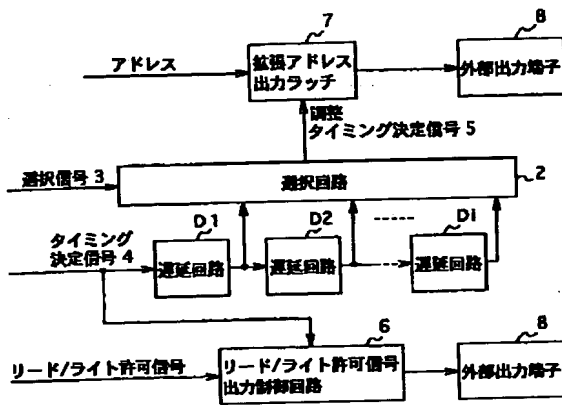 7
8
アドレス
拡張アドレス
出力ラッチ
外部出力端子
調整
タイミング決定信号 5
選択信号 3
選択回路
2
D1
D2
-----
Di
タイミング
決定信号 4
遅延回路
遅延回路
遅延回路
6
8
リード/ライト許可信号
リード/ライト許可信号
出力制御回路
外部出力端子